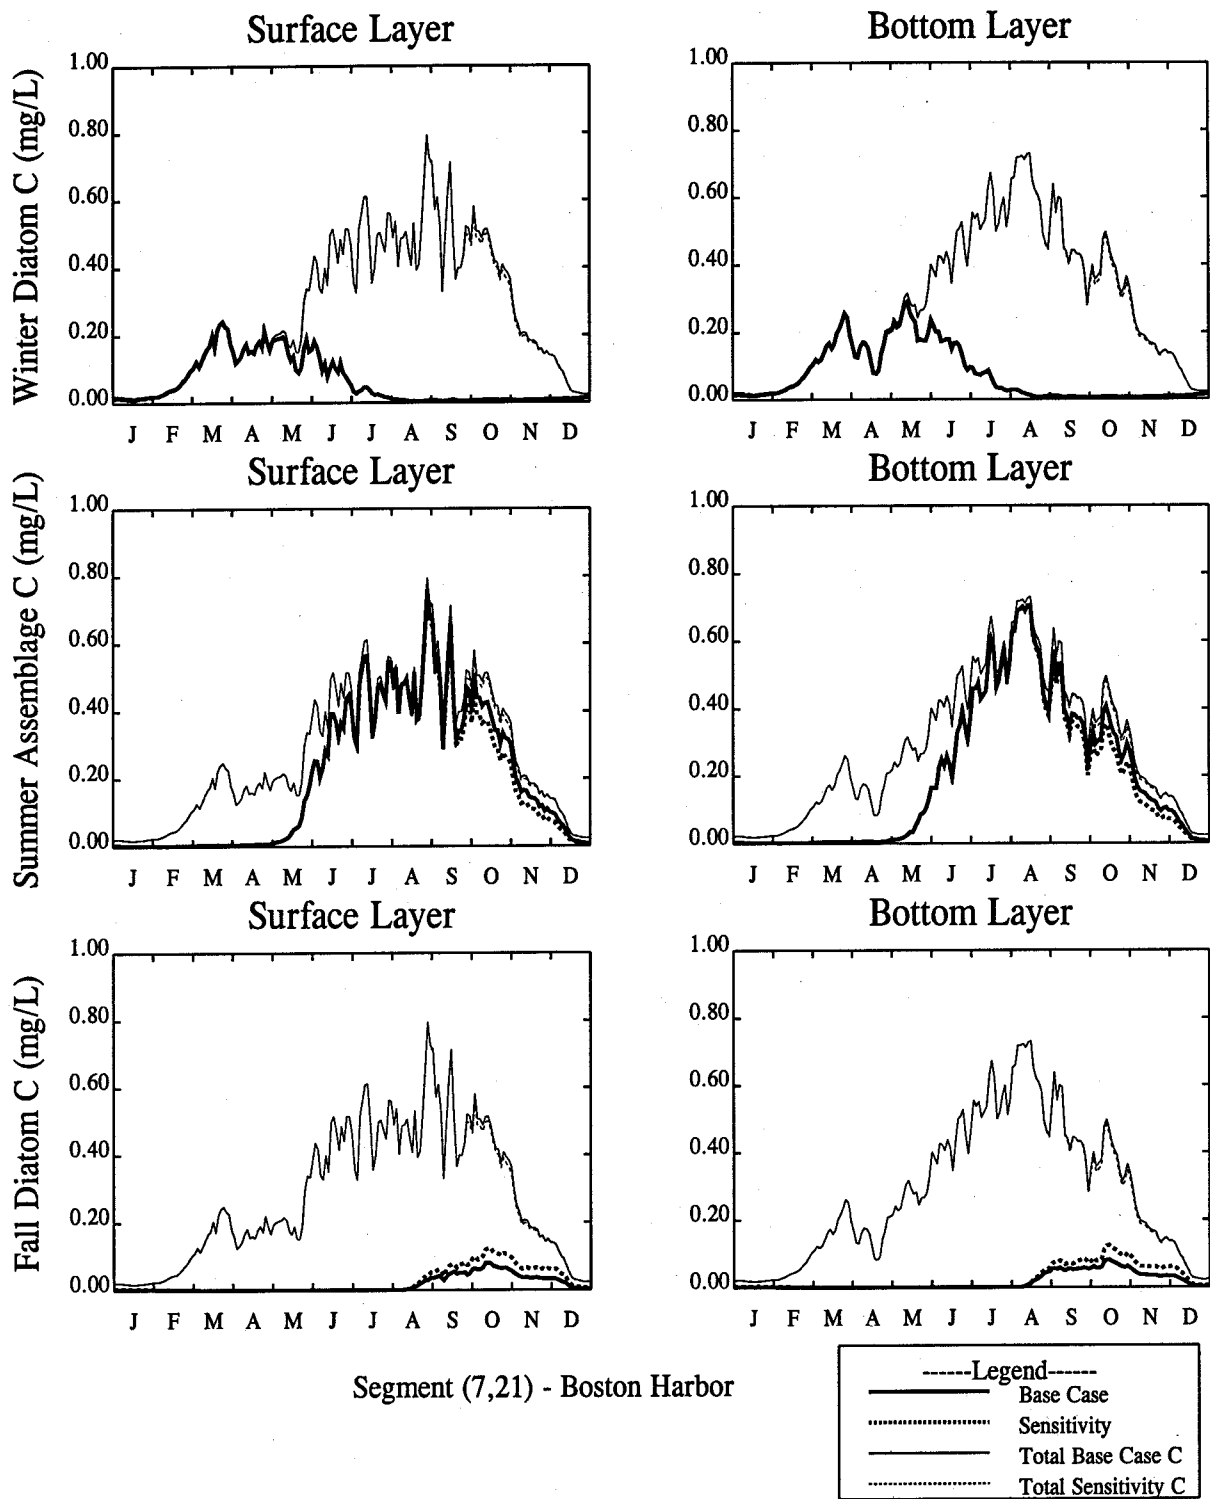 Surface Layer
Bottom Layer
Winter Diatom C (mg/L)
1.00
0.80
0.60
0.40
0.20
0.00
J F M A M J J A S O N D
1.00
0.80
0.60
0.40
0.20
0.00
J F M A M J J A S O N D
Surface Layer
Bottom Layer
Summer Assemblage C (mg/L)
1.00
0.80
0.60
0.40
0.20
0.00
J F M A M J J A S O N D
1.00
0.80
0.60
0.40
0.20
0.00
J F M A M J J A S O N D
Surface Layer
Bottom Layer
Fall Diatom C (mg/L)
1.00
0.80
0.60
0.40
0.20
0.00
J F M A M J J A S O N D
1.00
0.80
0.60
0.40
0.20
0.00
J F M A M J J A S O N D
Segment (7,21) - Boston Harbor
------Legend------
Base Case
Sensitivity
Total Base Case C
Total Sensitivity C